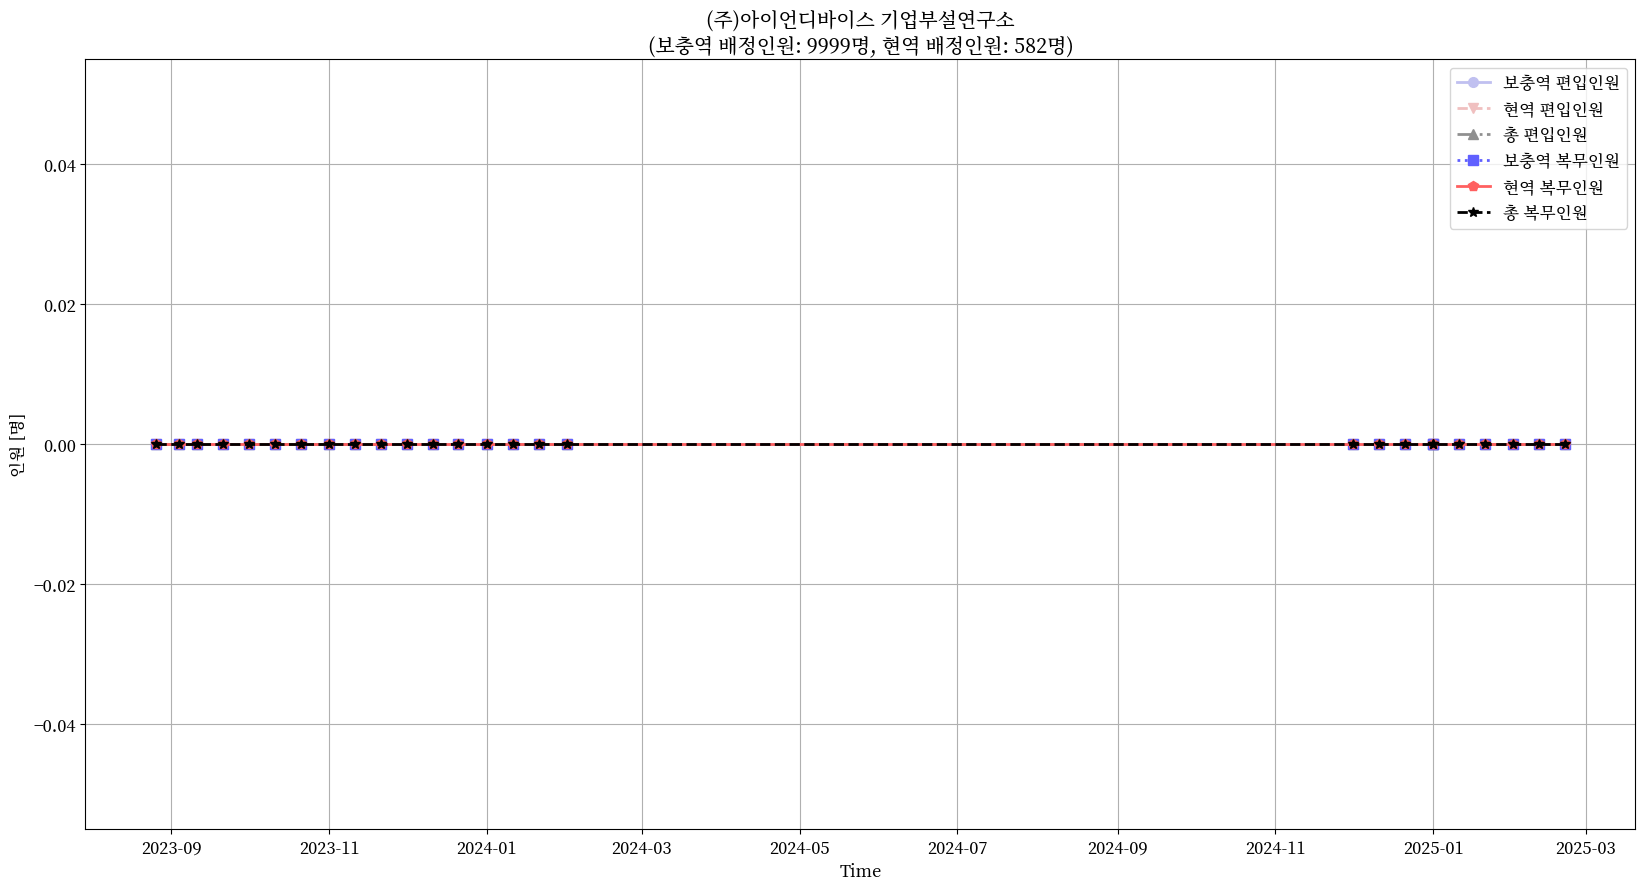 (주)아이언디바이스 기업부설연구소
(보충역 배정인원: 9999명, 현역 배정인원: 582명)
보충역 편입인원
현역 편입인원
총 편입인원
보충역 복무인원
현역 복무인원
총 복무인원
인원 [명]
0.04
0.02
0.00
−0.02
−0.04
2023-09
2023-11
2024-01
2024-03
2024-05
2024-07
2024-09
2024-11
2025-01
2025-03
Time